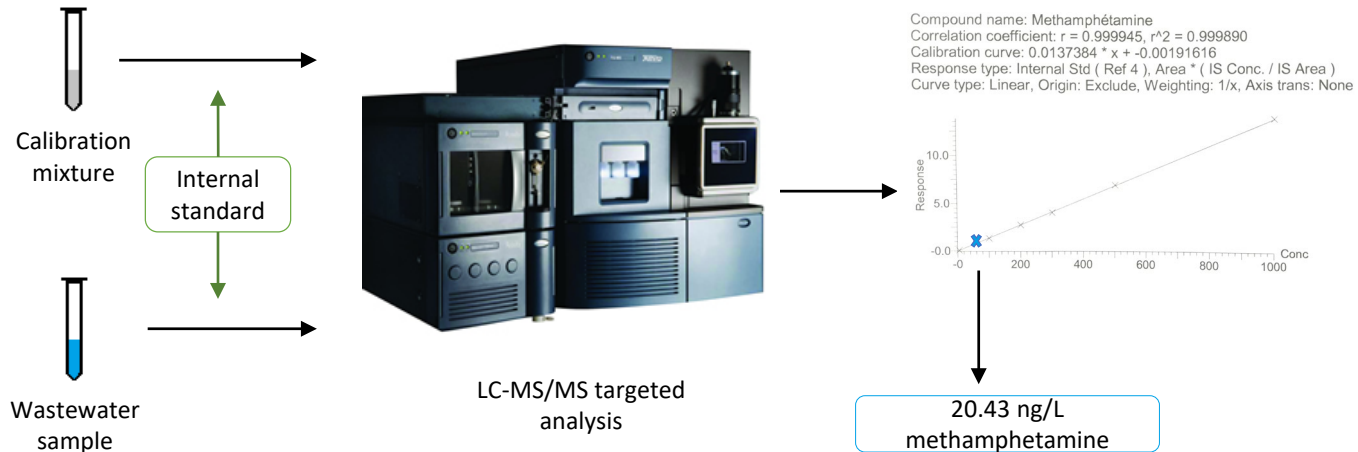 Calibration
mixture
Internal
standard
Wastewater
sample
LC-MS/MS targeted
analysis
Compound name: Methamphétamine
Correlation coefficient: r = 0.999945, r^2 = 0.999890
Calibration curve: 0.0137384 * x + -0.00191616
Response type: Internal Std ( Ref 4 ), Area * ( IS Conc. / IS Area )
Curve type: Linear, Origin: Exclude, Weighting: 1/x, Axis trans: None
Response
10.0
5.0
-0.0
-0
200
400
600
800
1000
Conc
20.43 ng/L
methamphetamine